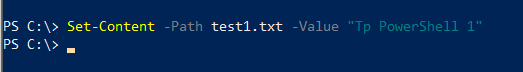 PS C:\> Set-Content -Path test1.txt -Value "Tp PowerShell 1"
PS C:\>